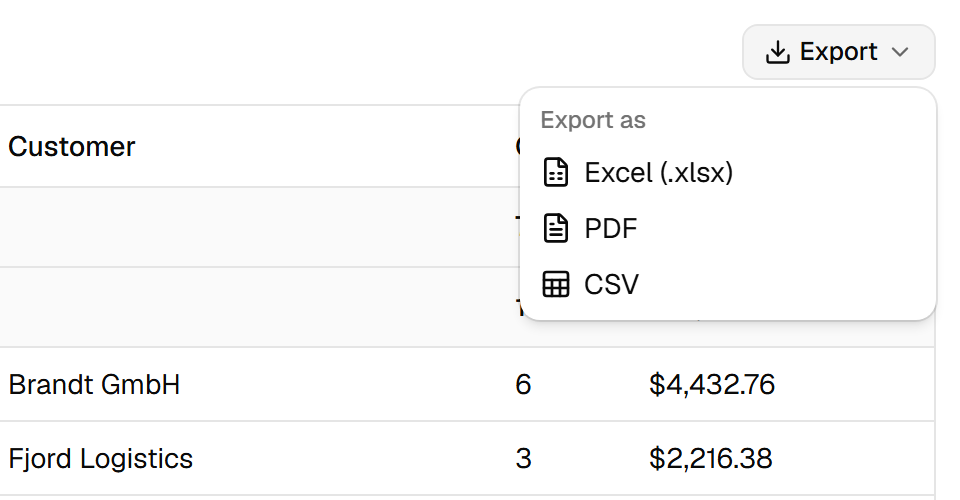 Export
Export as
Customer
Excel (.xlsx)
PDF
CSV
Brandt GmbH 6 $4,432.76
Fjord Logistics 3 $2,216.38